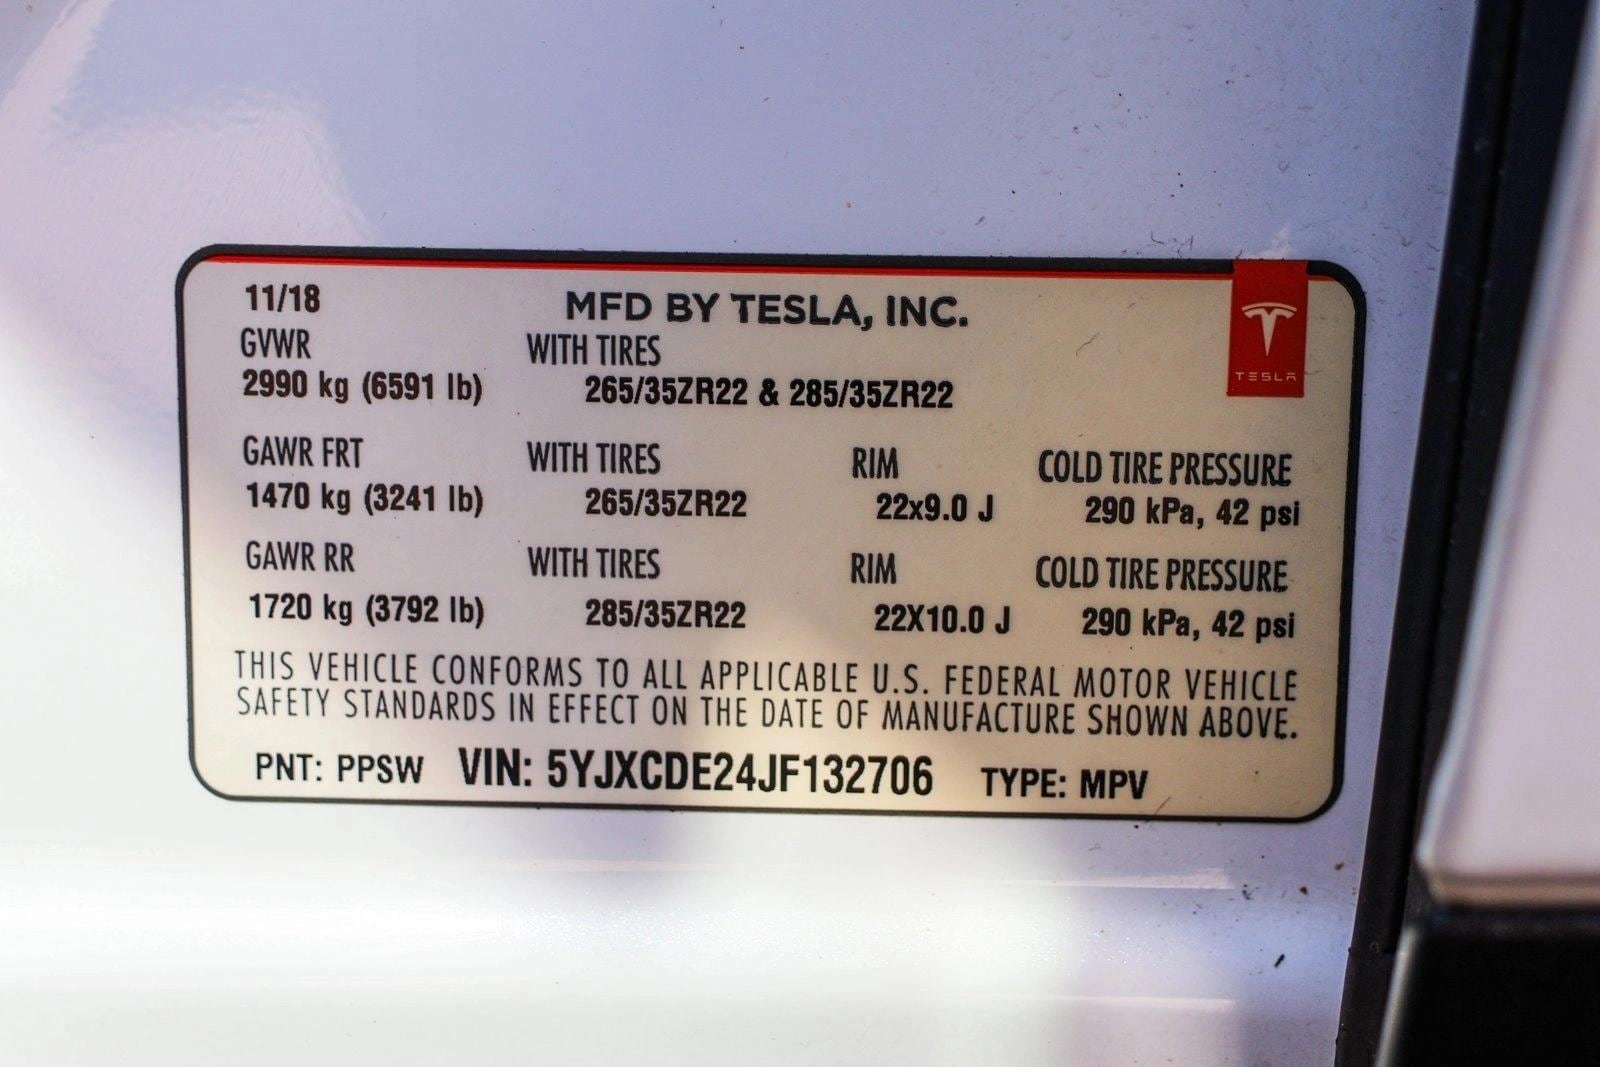 11/18 MFD BY TESLA, INC.
GVWR WITH TIRES
2990 kg (6591 lb) 265/35ZR22 & 285/35ZR22
TESLA
GAWR FRT WITH TIRES RIM COLD TIRE PRESSURE
1470 kg (3241 lb) 265/35ZR22 22x9.0 J 290 kPa, 42 psi
GAWR RR WITH TIRES RIM COLD TIRE PRESSURE
1720 kg (3792 lb) 285/35ZR22 22X10.0 J 290 kPa, 42 psi
THIS VEHICLE CONFORMS TO ALL APPLICABLE U.S. FEDERAL MOTOR VEHICLE
SAFETY STANDARDS IN EFFECT ON THE DATE OF MANUFACTURE SHOWN ABOVE.
PNT: PPSW VIN: 5YJXCDE24JF132706 TYPE: MPV